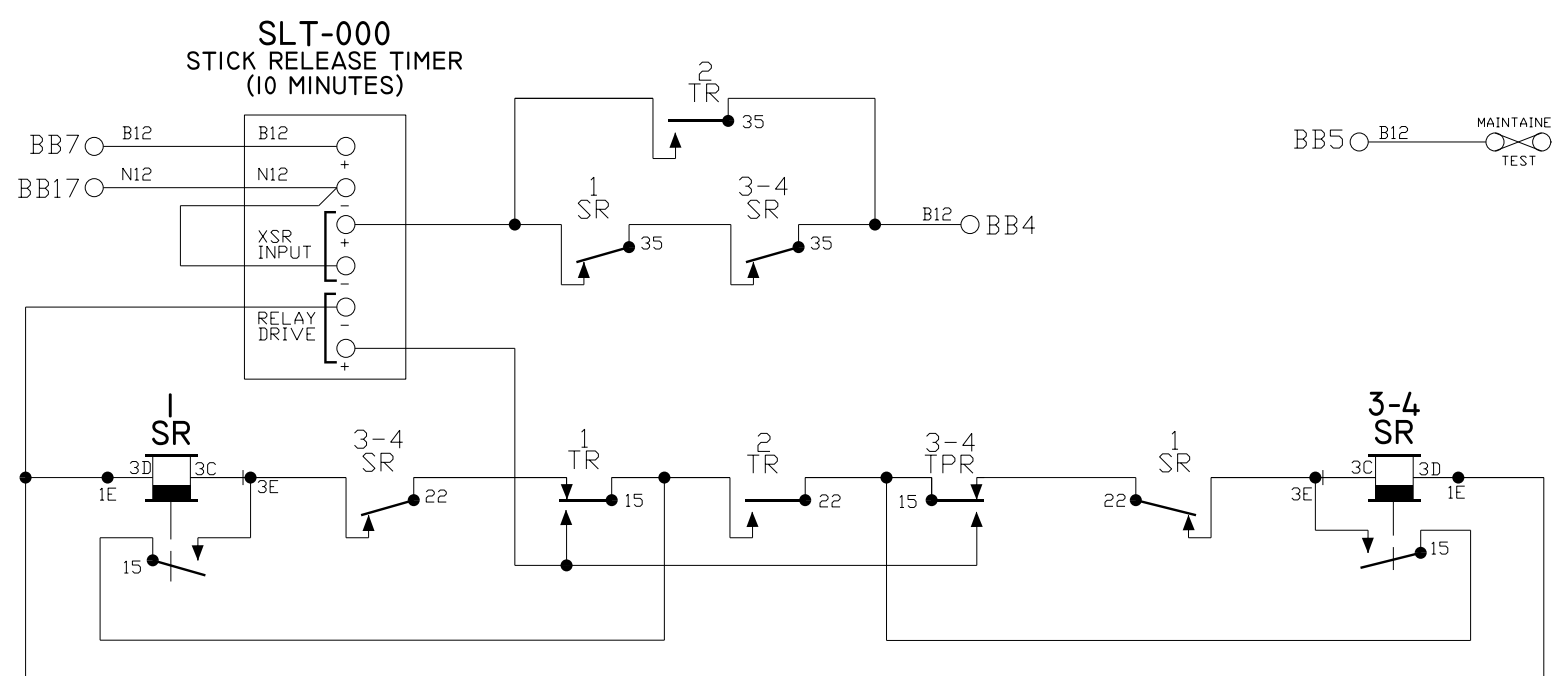 SLT-000
STICK RELEASE TIMER
(10 MINUTES)
2
TR
35
BB7
B12
B12
+
BB17
N12
N12
-
XSR
INPUT
+
-
RELAY
DRIVE
-
+
1
SR
35
3-4
SR
35
B12
BB4
BB5
B12
MAINTAINE
TEST
1
SR
3D
3C
1E
3E
15
3-4
SR
22
1
TR
15
2
TR
22
3-4
TPR
15
1
SR
22
3-4
SR
3C
3D
3E
1E
15